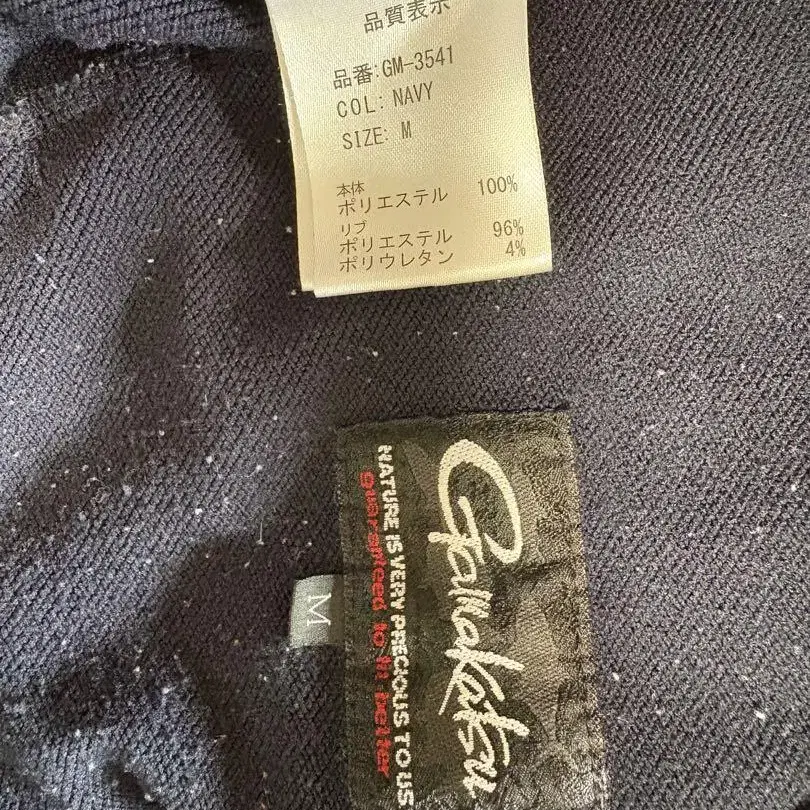 品質表示
品番:GM-3541
COL: NAVY
SIZE: M
本体
ポリエステル 100%
リブ
ポリエステル 96%
ポリウレタン 4%
Gamakatsu
NATURE IS VERY PRECIOUS TO US
guaranteed to fit better
M